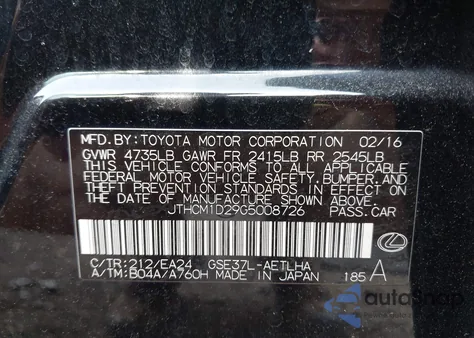 MFD. BY: TOYOTA MOTOR CORPORATION 02/16
GVWR 4735LB GAWR FR 2415LB RR 2545LB
THIS VEHICLE CONFORMS TO ALL APPLICABLE
FEDERAL MOTOR VEHICLE SAFETY, BUMPER, AND
THEFT PREVENTION STANDARDS IN EFFECT ON
THE DATE OF MANUFACTURE SHOWN ABOVE.
JTHCM1D29G5008726 PASS. CAR
C/TR: 212/EA24 GSE37L-AETLHA
A/TM: B04A/A760H MADE IN JAPAN 185 A
autosnap